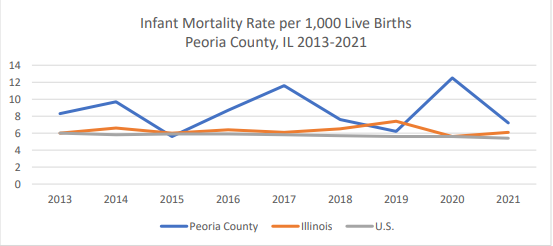 Infant Mortality Rate per 1,000 Live Births
Peoria County, IL 2013-2021
14
12
10
8
6
4
2
0
2013 2014 2015 2016 2017 2018 2019 2020 2021
Peoria County Illinois U.S.